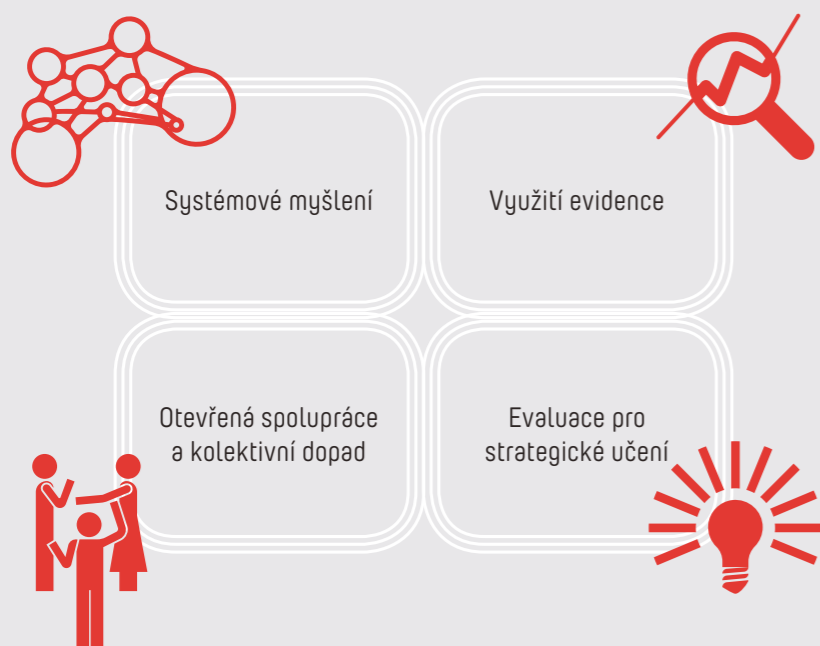 Systémové myšlení
Využití evidence
Otevřená spolupráce
a kolektivní dopad
Evaluace pro
strategické učení